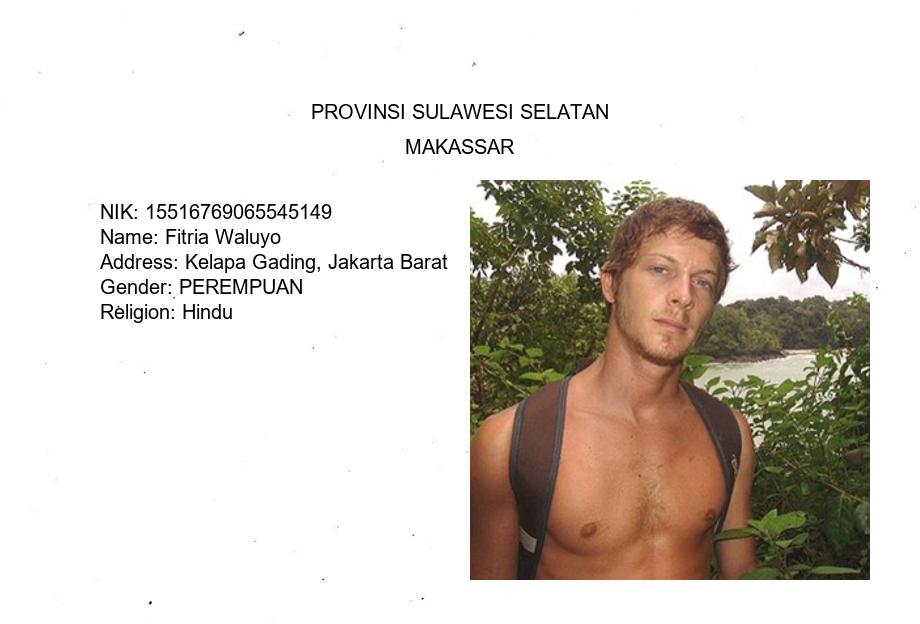 PROVINSI SULAWESI SELATAN
MAKASSAR
NIK: 15516769065545149
Name: Fitria Waluyo
Address: Kelapa Gading, Jakarta Barat
Gender: PEREMPUAN
Religion: Hindu